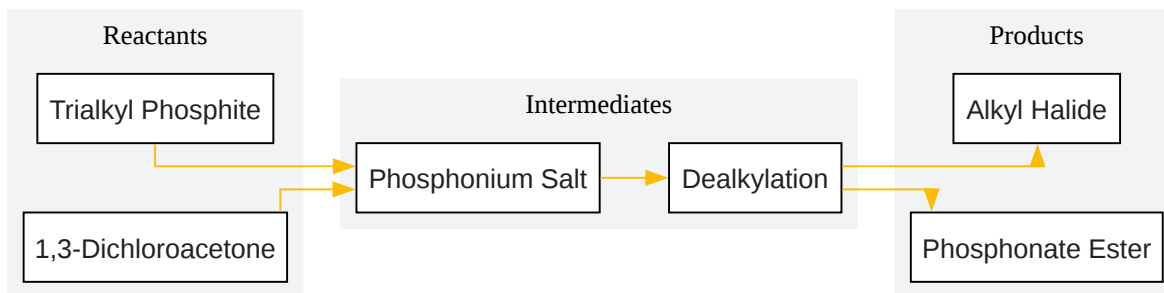 Reactants
Trialkyl Phosphite
1,3-Dichloroacetone
Intermediates
Phosphonium Salt
Dealkylation
Products
Alkyl Halide
Phosphonate Ester